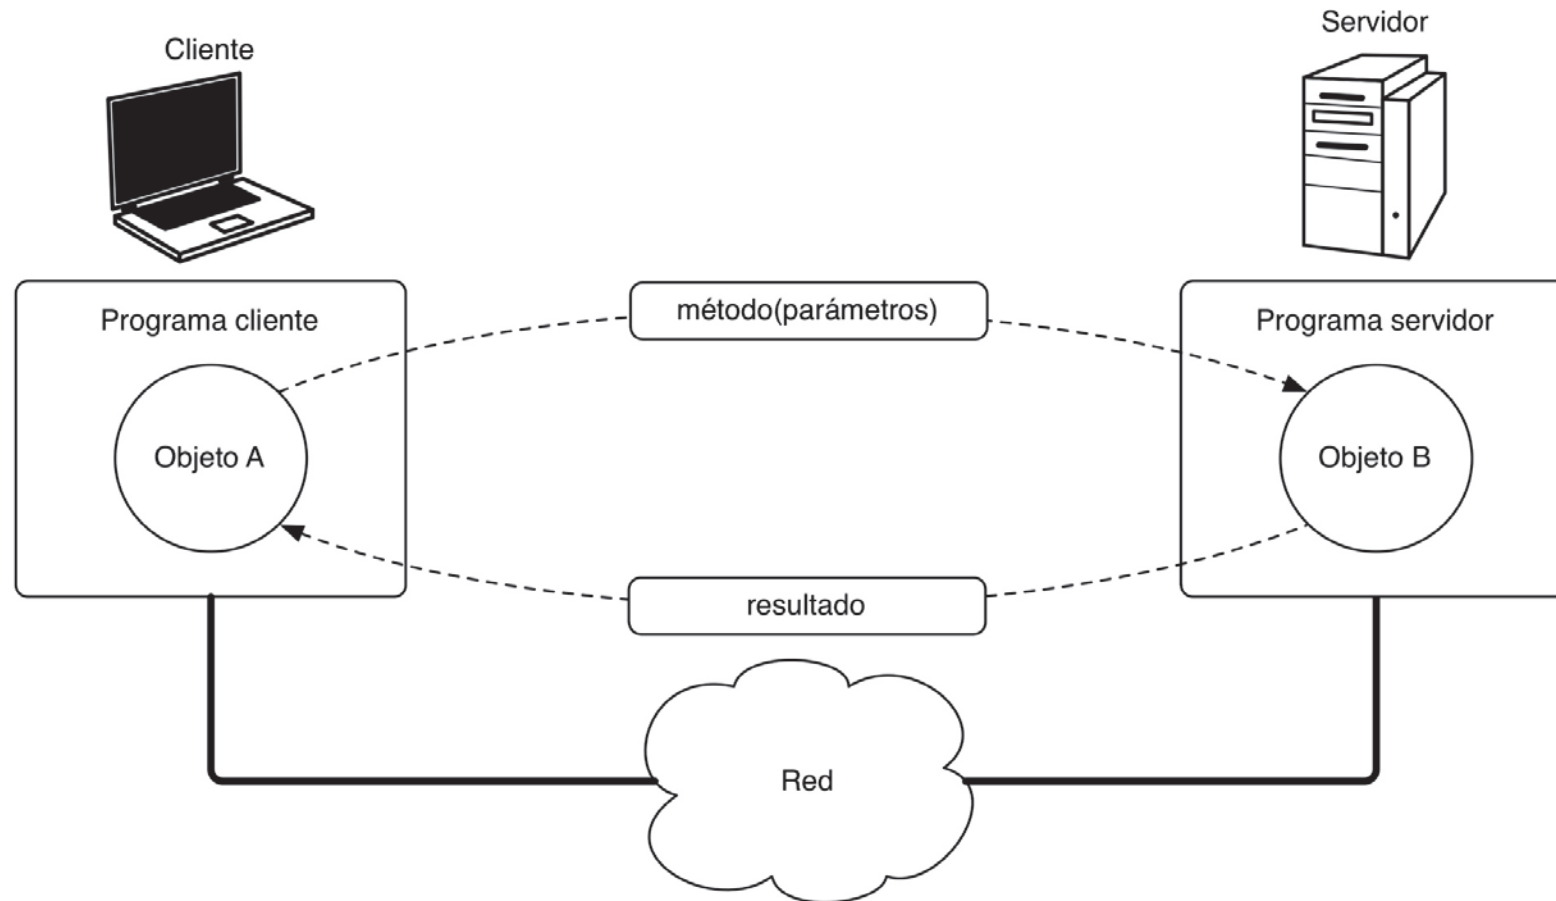 Cliente
Servidor
Programa cliente
método(parámetros)
Programa servidor
Objeto A
Objeto B
resultado
Red